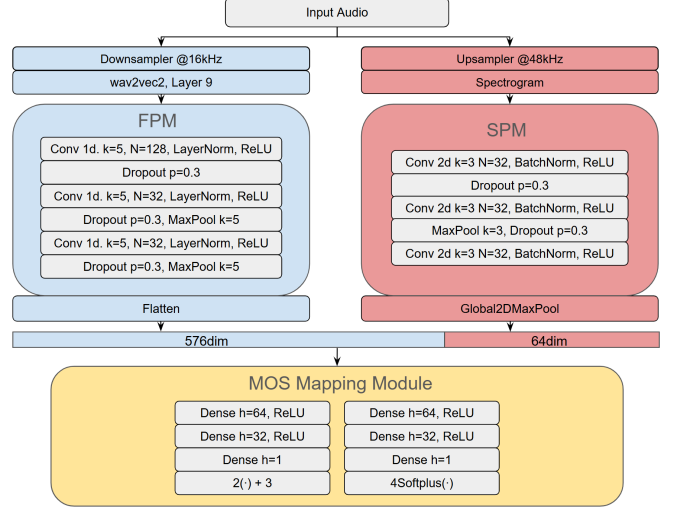 Input Audio
Downsampler @16kHz
wav2vec2, Layer 9
FPM
Conv 1d. k=5, N=128, LayerNorm, ReLU
Dropout p=0.3
Conv 1d. k=5, N=32, LayerNorm, ReLU
Dropout p=0.3, MaxPool k=5
Conv 1d. k=5, N=32, LayerNorm, ReLU
Dropout p=0.3, MaxPool k=5
Flatten
Upsampler @48kHz
Spectrogram
SPM
Conv 2d k=3 N=32, BatchNorm, ReLU
Dropout p=0.3
Conv 2d k=3 N=32, BatchNorm, ReLU
MaxPool k=3, Dropout p=0.3
Conv 2d k=3 N=32, BatchNorm, ReLU
Global2DMaxPool
576dim
64dim
MOS Mapping Module
Dense h=64, ReLU
Dense h=32, ReLU
Dense h=1
2(·) + 3
Dense h=64, ReLU
Dense h=32, ReLU
Dense h=1
4Softplus(·)